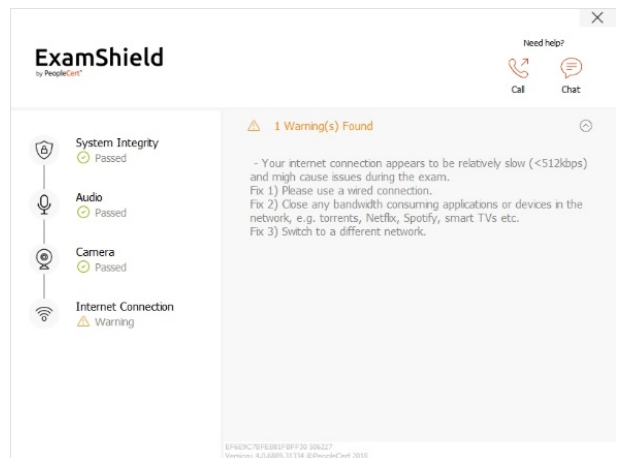 Need help?
ExamShield
by PeopleCert
Call
Chat
1 Warning(s) Found
System Integrity
Passed
- Your internet connection appears to be relatively slow (<512kbps)
and migh cause issues during the exam.
Fix 1) Please use a wired connection.
Fix 2) Close any bandwidth consuming applications or devices in the
network, e.g. torrents, Netflix, Spotify, smart TVs etc.
Fix 3) Switch to a different network.
Audio
Passed
Camera
Passed
Internet Connection
Warning
©PeopleCert